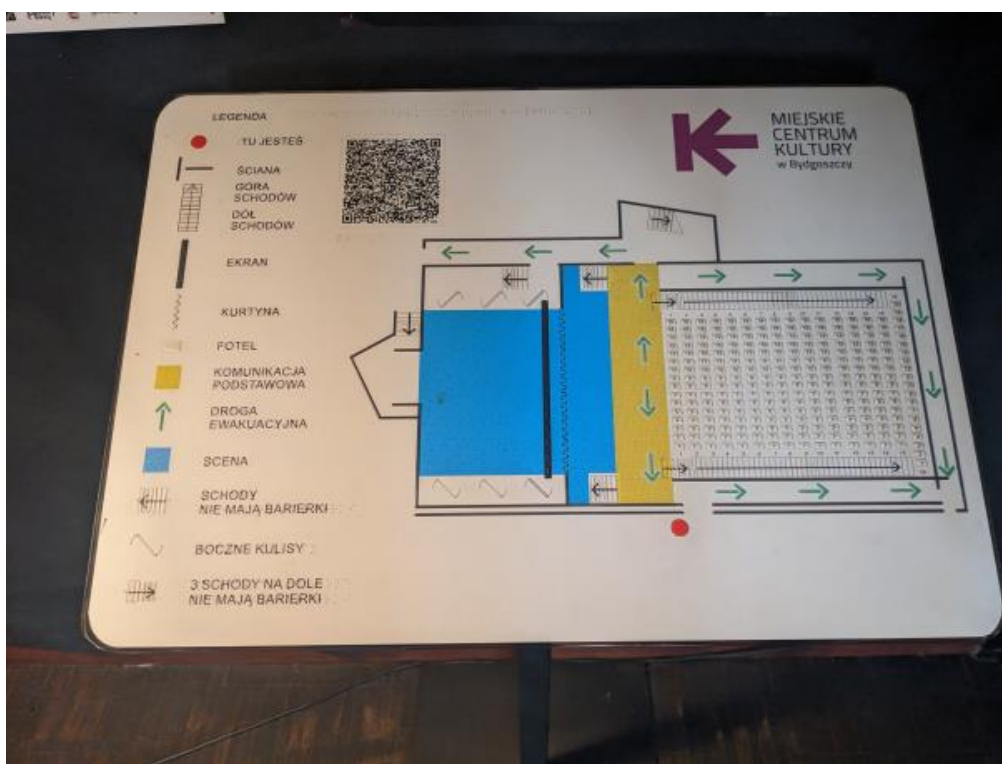 LEGENDA
TU JESTEŚ
ŚCIANA
GÓRA
SCHODÓW
DÓŁ
SCHODÓW
EKRAN
KURTYNA
FOTEL
KOMUNIKACJA
PODSTAWOWA
DROGA
EWAKUACYJNA
SCENA
SCHODY
NIE MAJĄ BARIERKI
BOCZNE KULISY
3 SCHODY NA DOLE
NIE MAJĄ BARIERKI
MIEJSKIE
CENTRUM
KULTURY
w Bydgoszczy